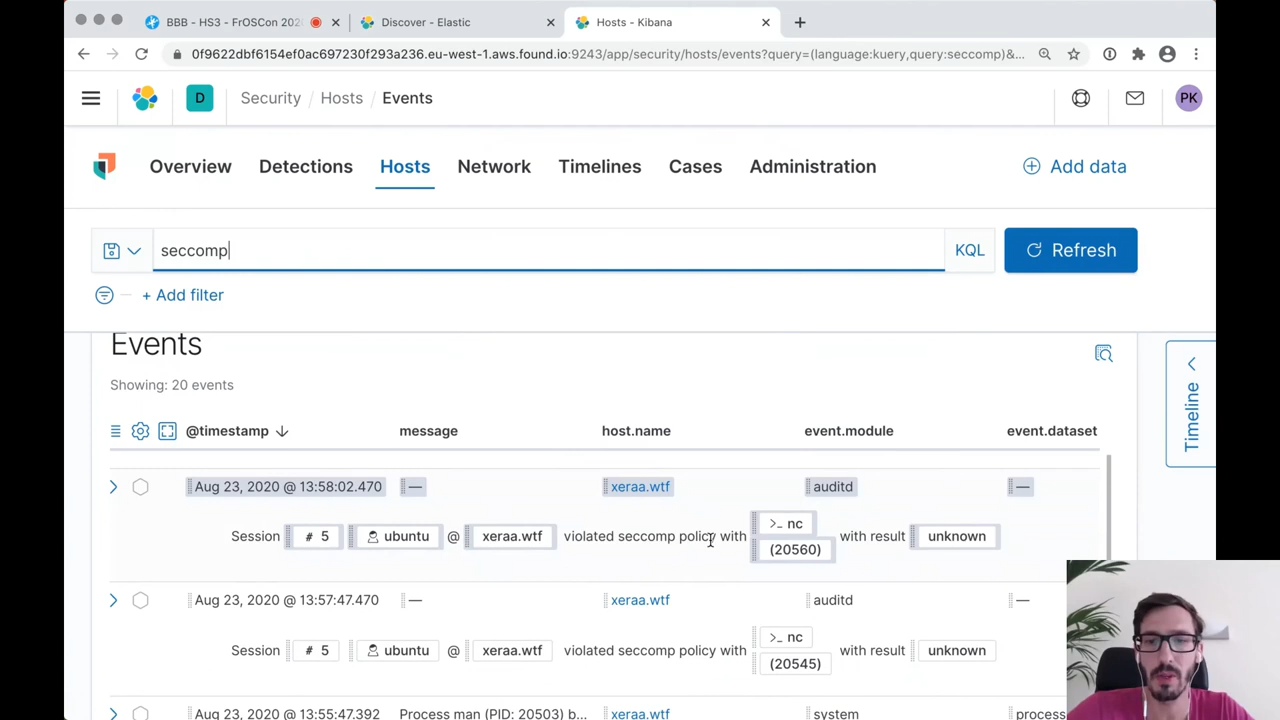 BBB - HS3 - FrOSCon 202
Discover - Elastic
Hosts - Kibana
0f9622dbf6154ef0ac697230f293a236.eu-west-1.aws.found.io:9243/app/security/hosts/events?query=(language:kuery,query:seccomp)&...
D
Security / Hosts / Events
PK
Overview Detections Hosts Network Timelines Cases Administration
Add data
seccomp
KQL
Refresh
+ Add filter
Events
Showing: 20 events
Timeline
@timestamp message host.name event.module event.dataset
Aug 23, 2020 @ 13:58:02.470 — xeraa.wtf auditd —
Session # 5 ubuntu @ xeraa.wtf violated seccomp policy with >_ nc (20560) with result unknown
Aug 23, 2020 @ 13:57:47.470 — xeraa.wtf auditd —
Session # 5 ubuntu @ xeraa.wtf violated seccomp policy with >_ nc (20545) with result unknown
Aug 23, 2020 @ 13:55:47.392 Process man (PID: 20503) b... xeraa.wtf system process